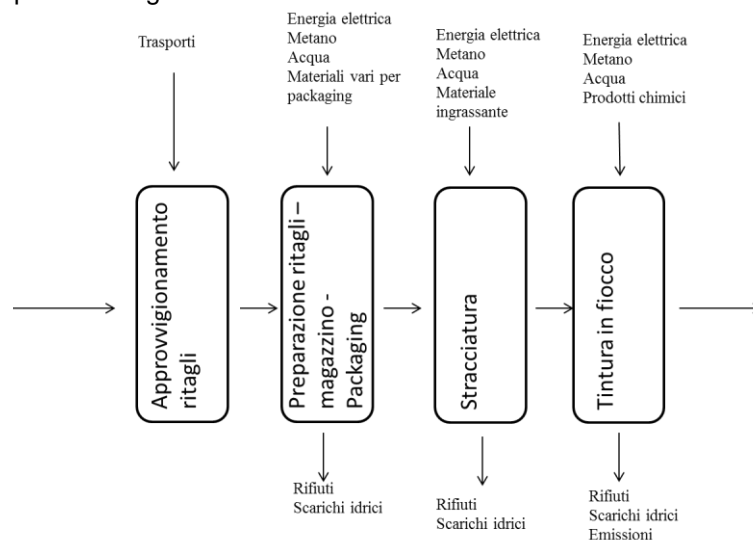 Trasporti
Energia elettrica
Metano
Acqua
Materiali vari per
packaging
Energia elettrica
Metano
Acqua
Materiale
ingrassante
Energia elettrica
Metano
Acqua
Prodotti chimici
Approvvigionamento
ritagli
Preparazione ritagli –
magazzino -
Packaging
Stracciatura
Tintura in fiocco
Rifiuti
Scarichi idrici
Rifiuti
Scarichi idrici
Rifiuti
Scarichi idrici
Emissioni